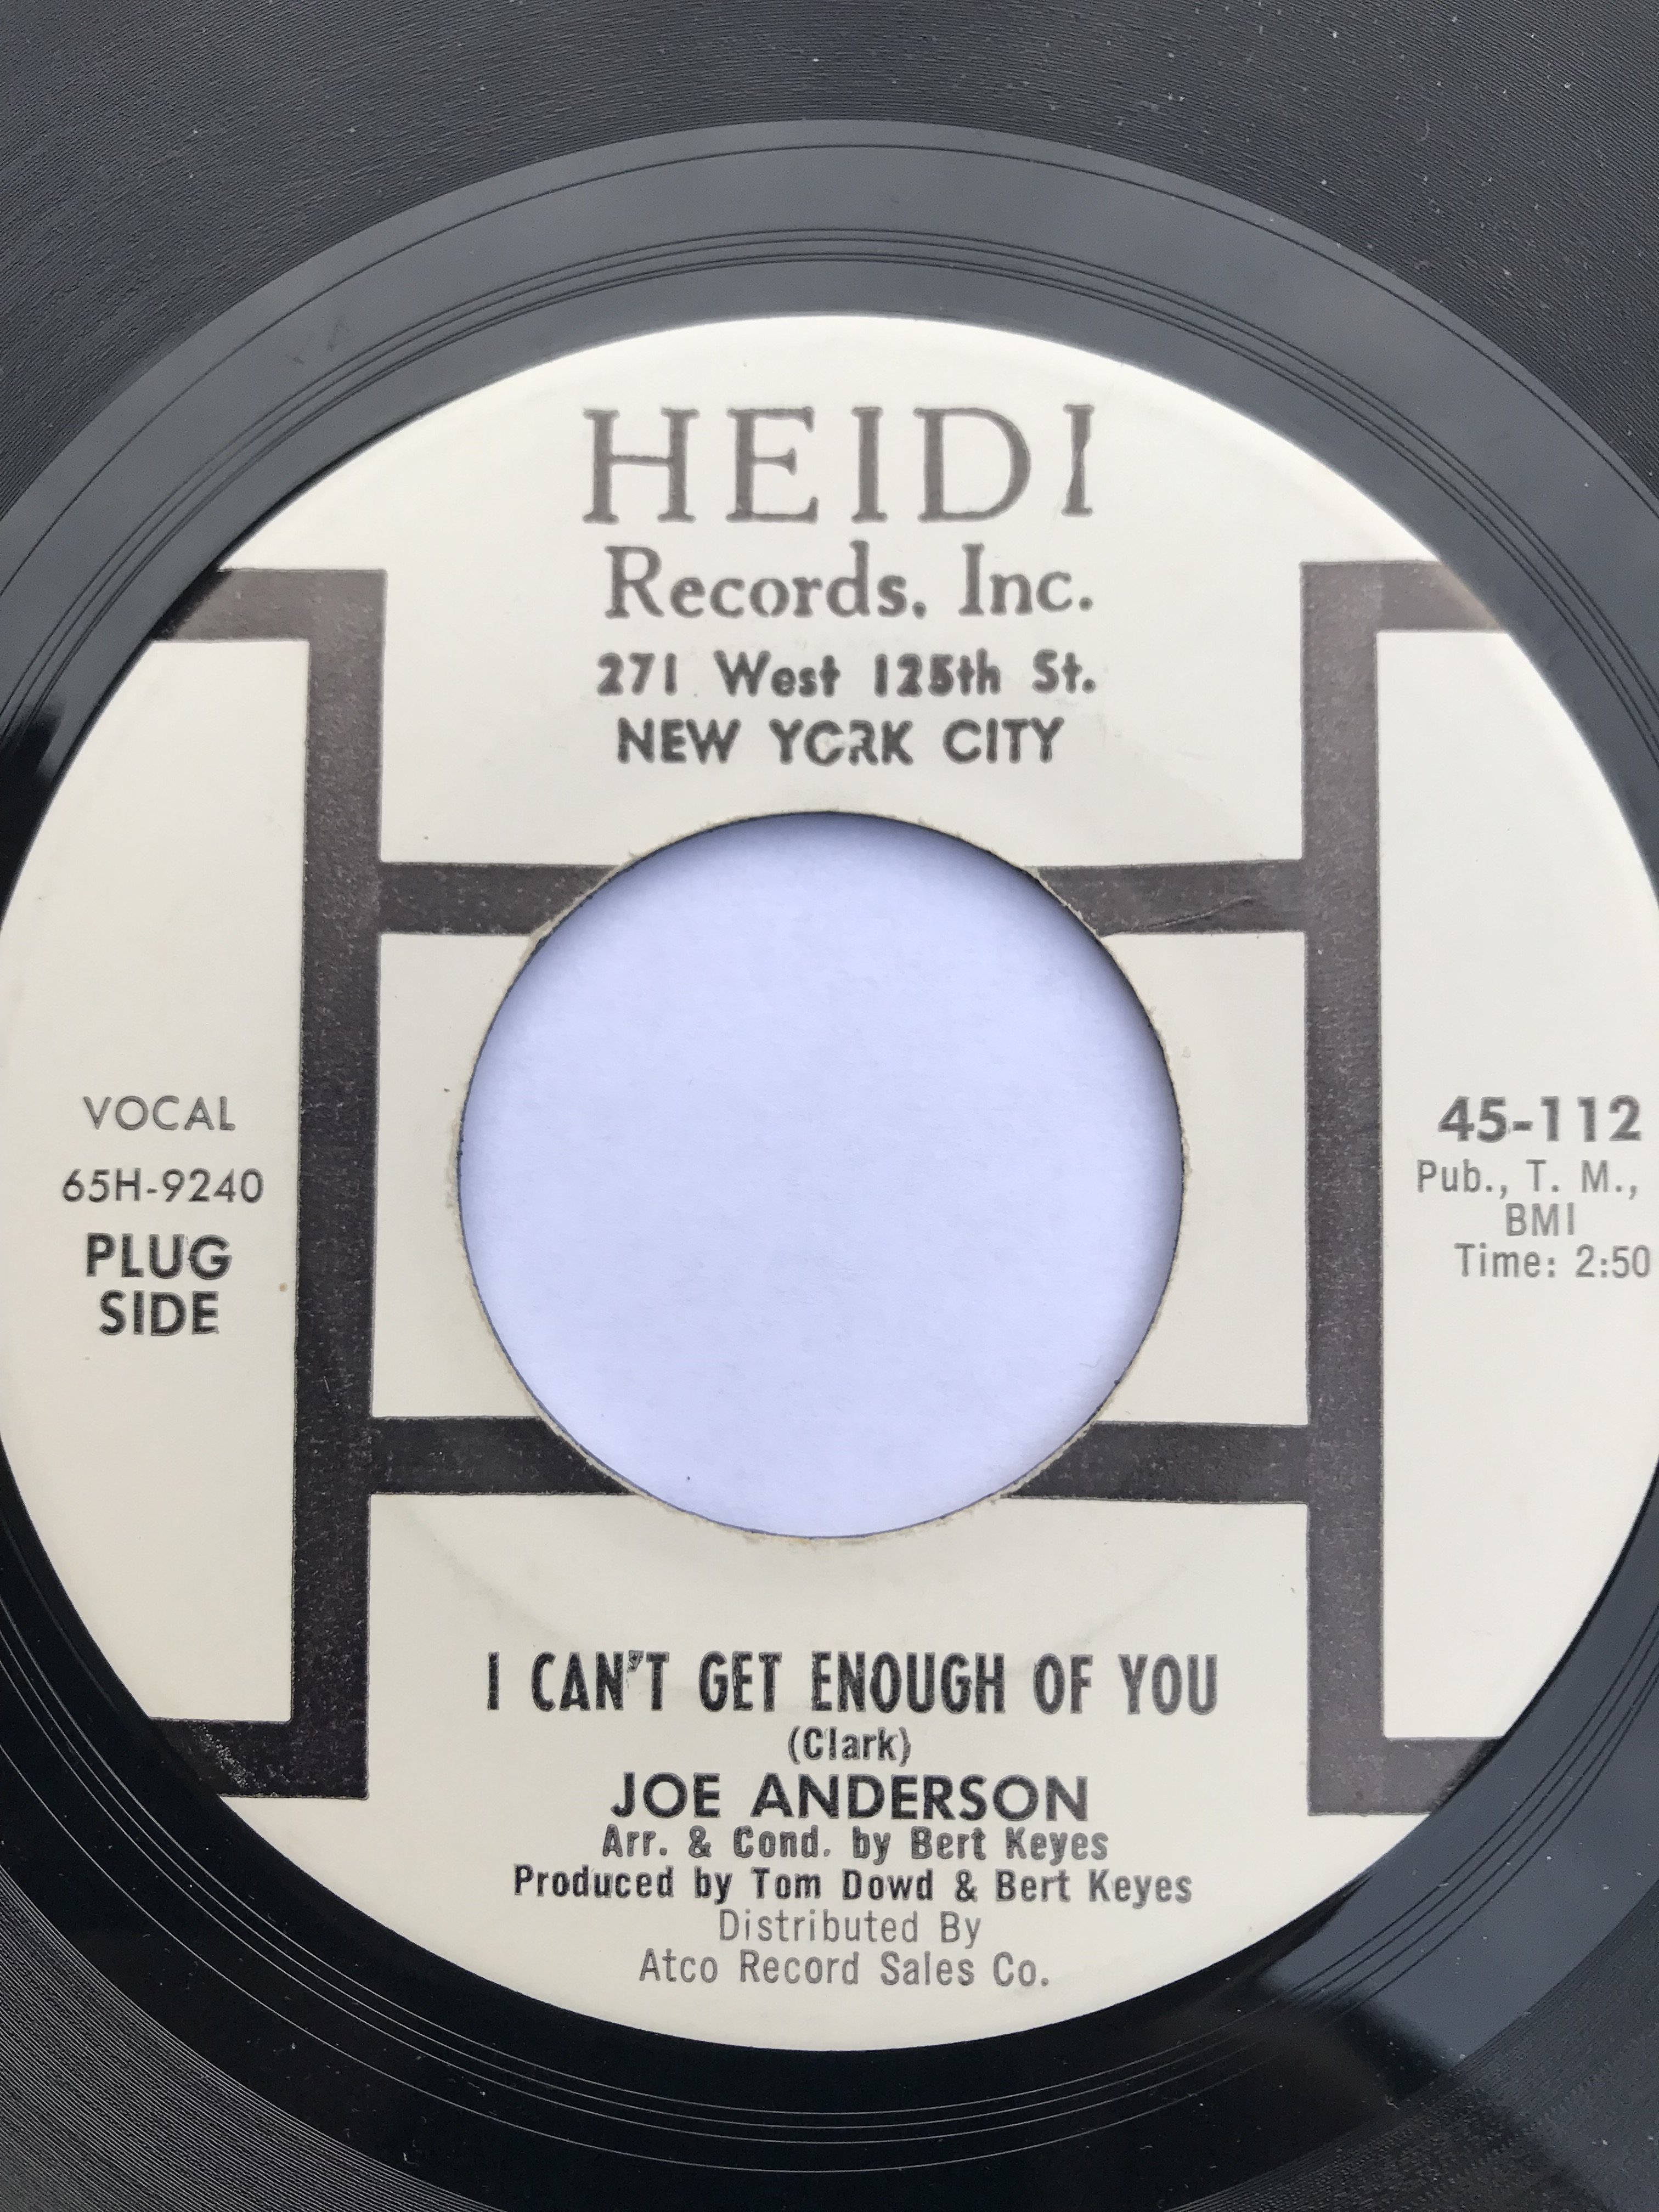 HEIDI
Records, Inc.
271 West 125th St.
NEW YORK CITY
VOCAL
65H-9240
PLUG
SIDE
45-112
Pub., T. M.,
BMI
Time: 2:50
I CAN'T GET ENOUGH OF YOU
(Clark)
JOE ANDERSON
Arr. & Cond. by Bert Keyes
Produced by Tom Dowd & Bert Keyes
Distributed By
Atco Record Sales Co.